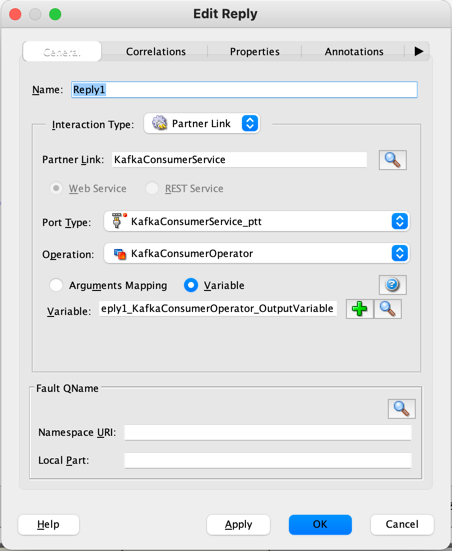 Edit Reply
General Correlations Properties Annotations
Name: Reply1
Interaction Type: Partner Link
Partner Link: KafkaConsumerService
Web Service REST Service
Port Type: KafkaConsumerService_ptt
Operation: KafkaConsumerOperator
Arguments Mapping Variable
Variable: eply1_KafkaConsumerOperator_OutputVariable
Fault QName
Namespace URI:
Local Part:
Help Apply OK Cancel